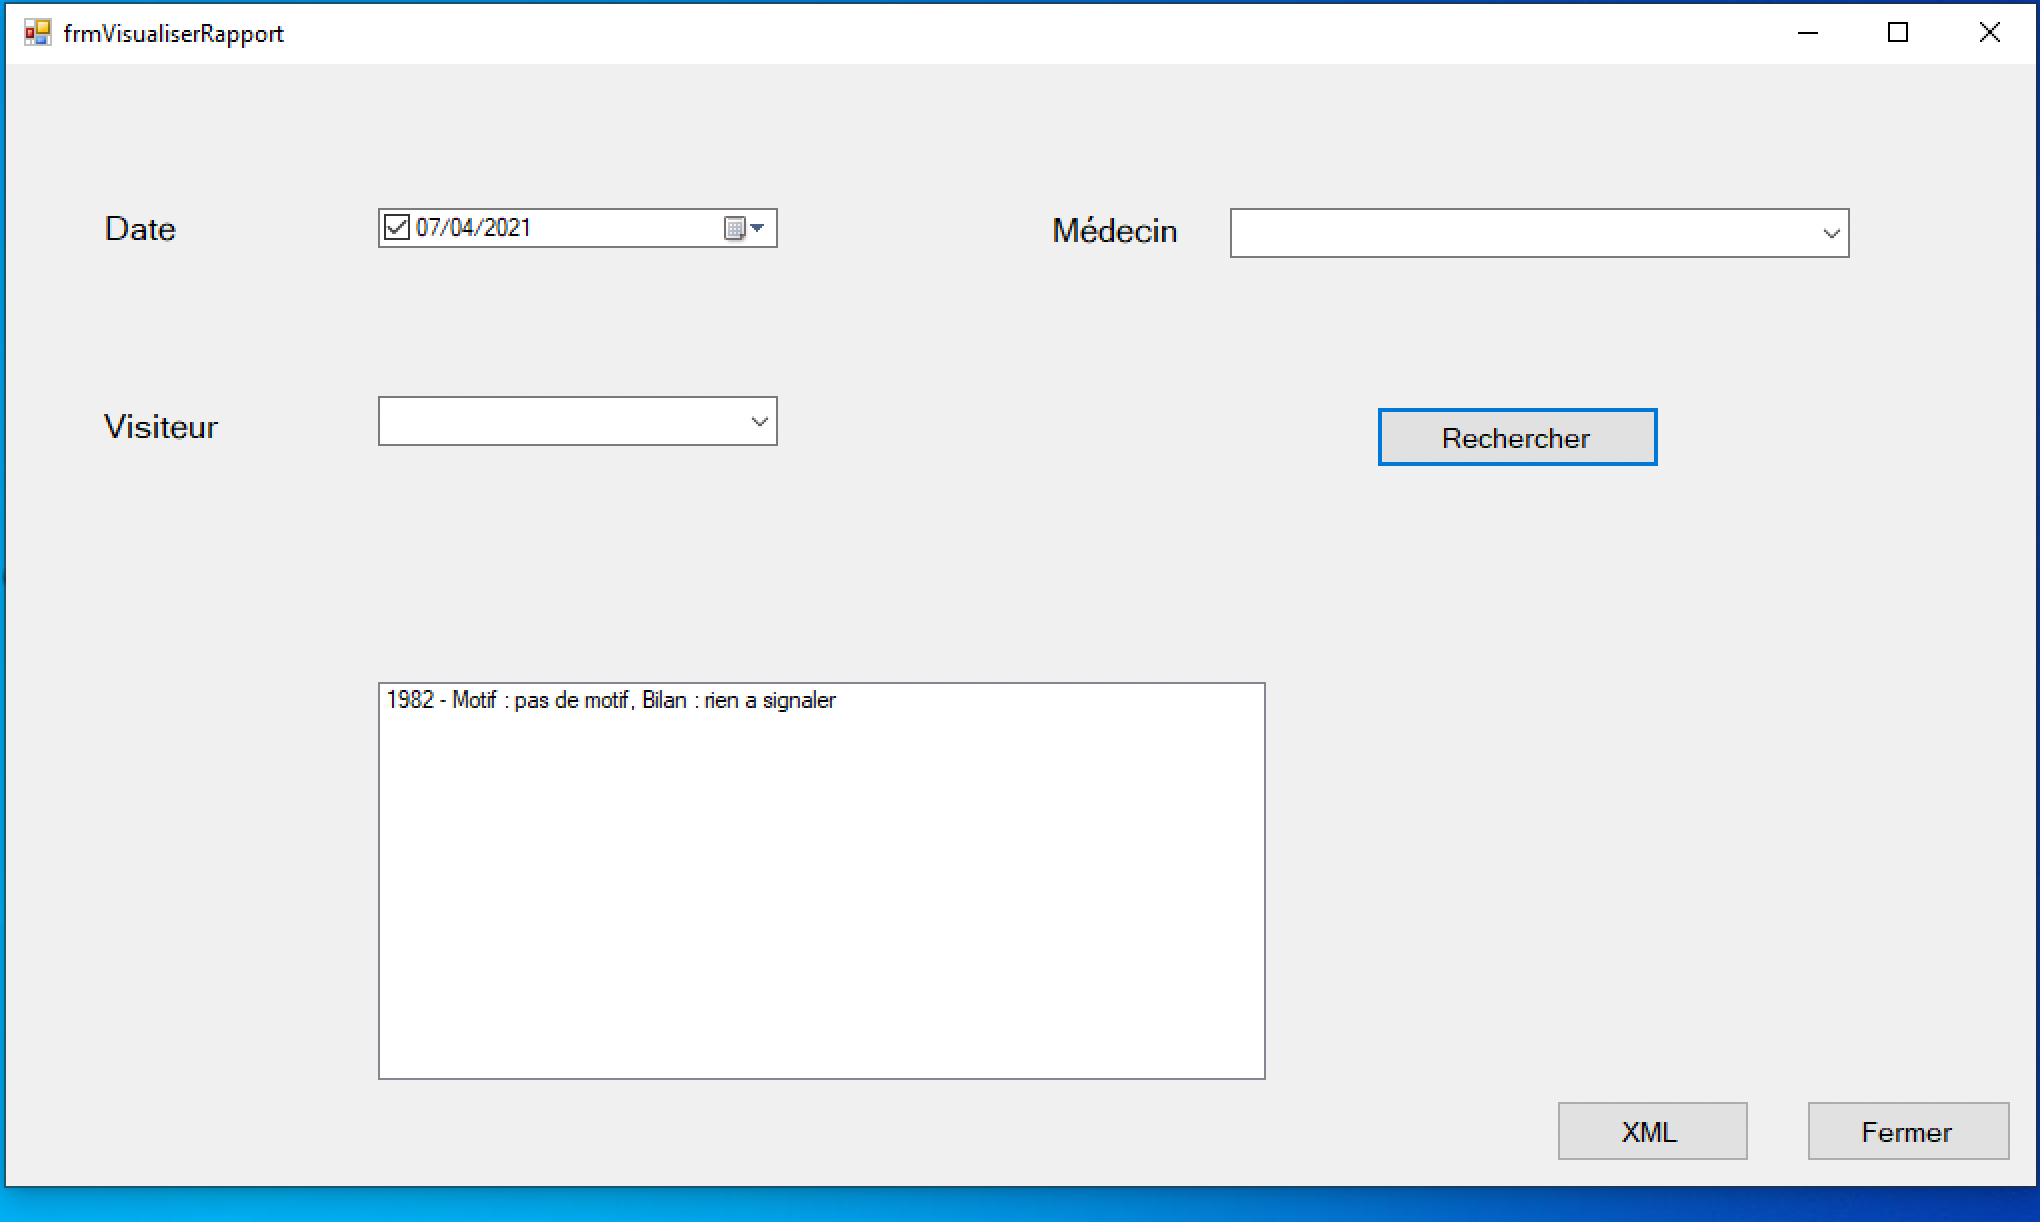 frmVisualiserRapport
Date
07/04/2021
Médecin
Visiteur
Rechercher
1982 - Motif : pas de motif, Bilan : rien a signaler
XML
Fermer